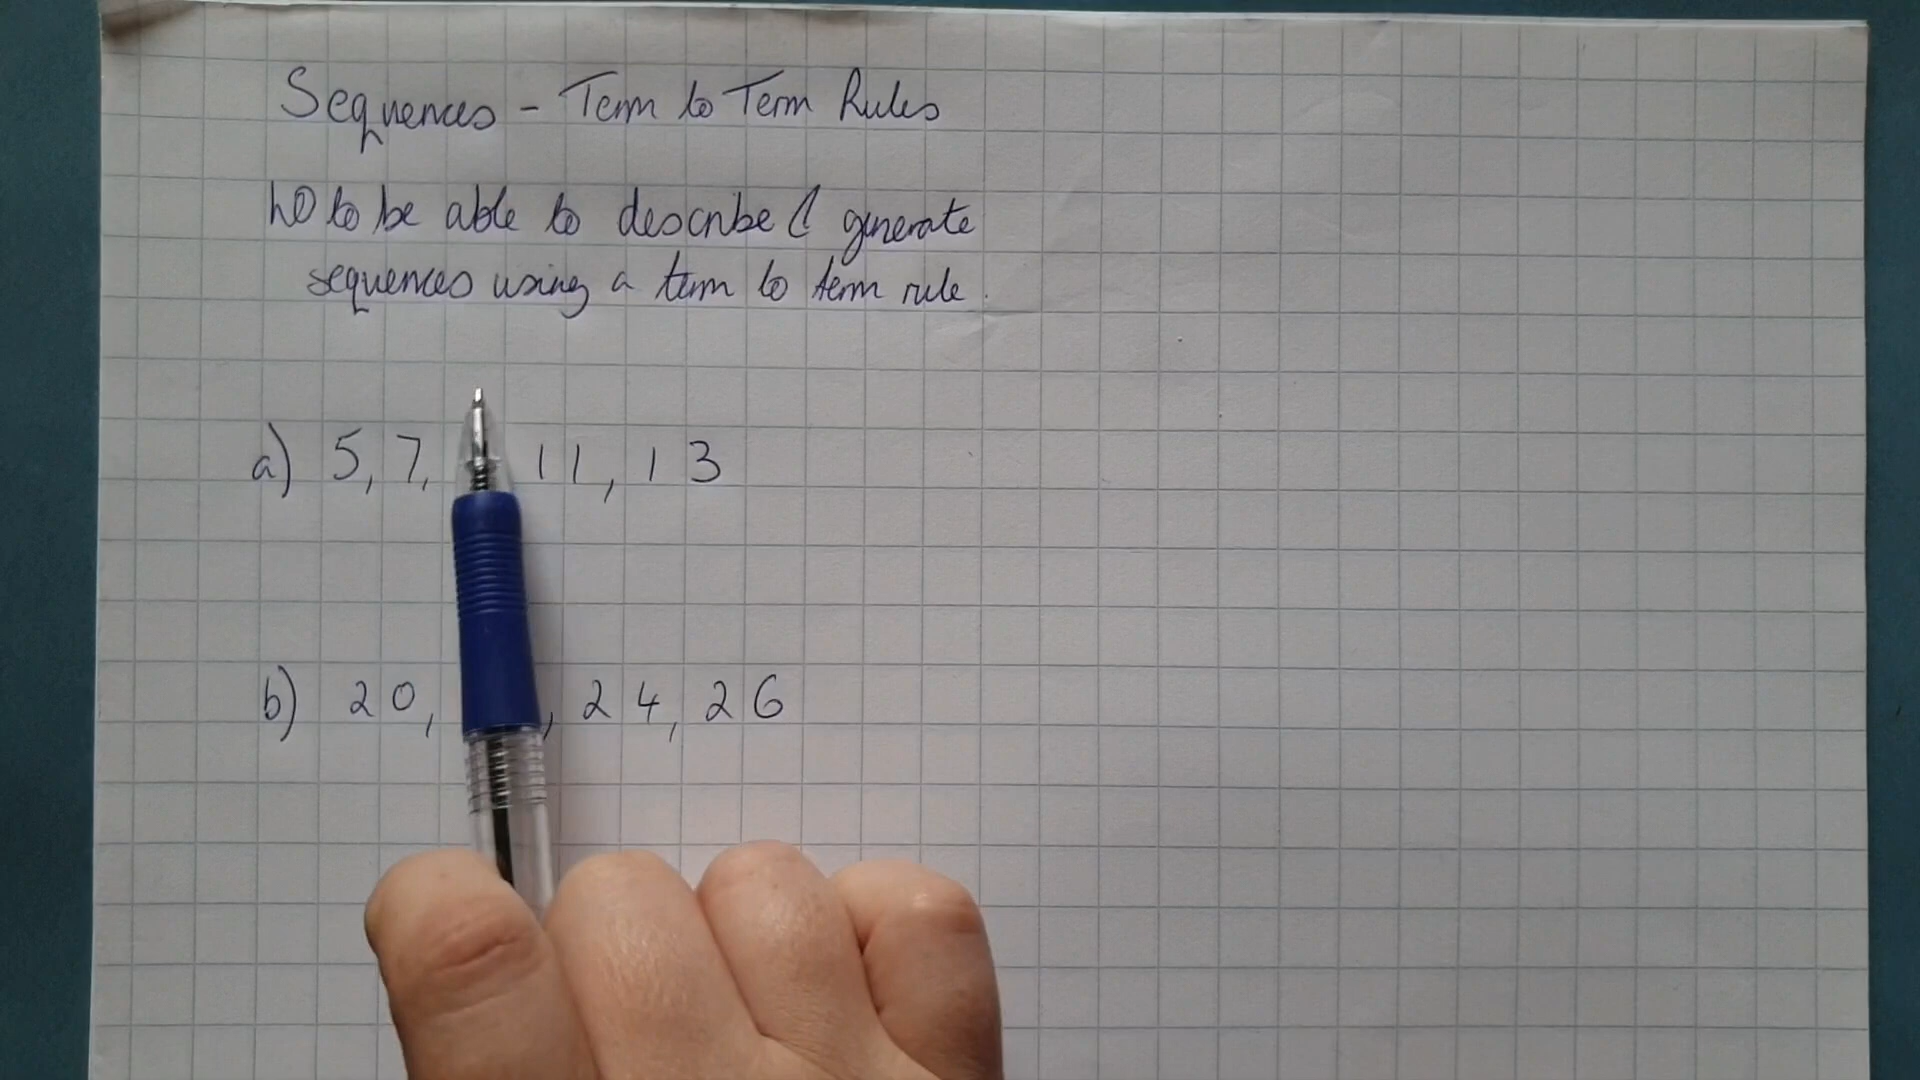 Sequences - Term to Term Rules
LO to be able to describe & generate
sequences using a term to term rule.
a) 5, 7, 11, 13
b) 20, , 24, 26